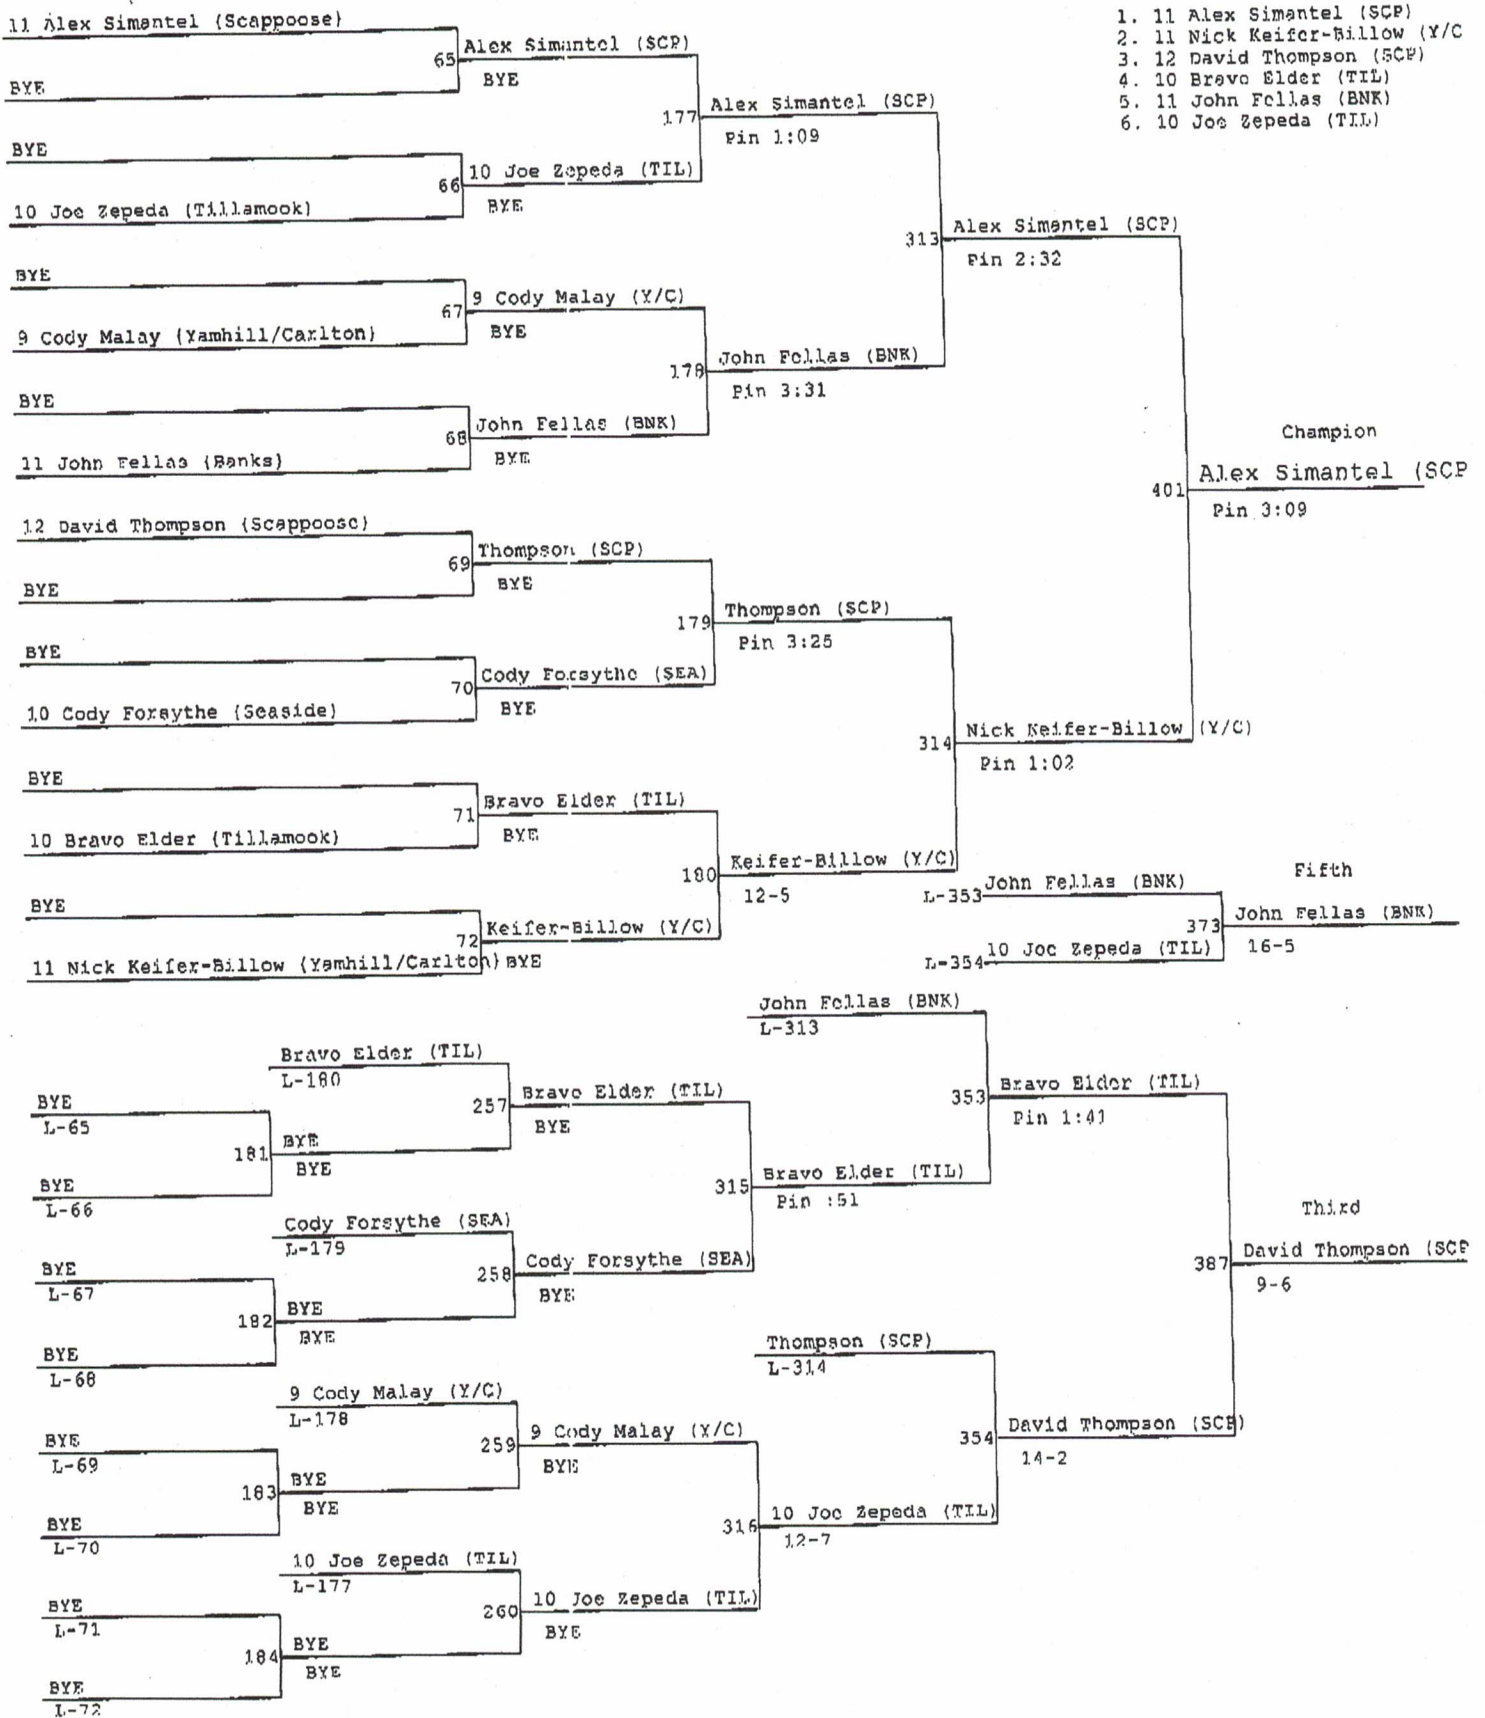 11 Alex Simantel (Scappoose)
65
Alex Simantel (SCP)
BYE
BYE
177
Alex Simantel (SCP)
Pin 1:09
BYE
66
10 Joe Zepeda (TIL)
BYE
10 Joe Zepeda (Tillamook)
313
Alex Simantel (SCP)
Pin 2:32
BYE
67
9 Cody Malay (Y/C)
BYE
9 Cody Malay (Yamhill/Carlton)
178
John Fellas (BNK)
Pin 3:31
BYE
68
John Fellas (BNK)
BYE
11 John Fellas (Banks)
1. 11 Alex Simantel (SCP)
2. 11 Nick Keifer-Billow (Y/C
3. 12 David Thompson (SCP)
4. 10 Bravo Elder (TIL)
5. 11 John Fellas (BNK)
6. 10 Joe Zepeda (TIL)
Champion
401
Alex Simantel (SCP
Pin 3:09
12 David Thompson (Scappoose)
69
Thompson (SCP)
BYE
BYE
179
Thompson (SCP)
Pin 3:25
BYE
70
Cody Forsythe (SEA)
BYE
10 Cody Forsythe (Seaside)
314
Nick Keifer-Billow (Y/C)
Pin 1:02
BYE
71
Bravo Elder (TIL)
BYE
10 Bravo Elder (Tillamook)
180
Keifer-Billow (Y/C)
12-5
BYE
72
Keifer-Billow (Y/C)
11 Nick Keifer-Billow (Yamhill/Carlton) BYE
Fifth
L-353 John Fellas (BNK)
373
John Fellas (BNK)
16-5
L-354 10 Joe Zepeda (TIL)
John Fellas (BNK)
L-313
Bravo Elder (TIL)
L-180
257
Bravo Elder (TIL)
BYE
353
Bravo Elder (TIL)
Pin 1:41
BYE
L-65
181
BYE
BYE
BYE
L-66
315
Bravo Elder (TIL)
Pin :51
Cody Forsythe (SEA)
L-179
258
Cody Forsythe (SEA)
BYE
BYE
L-67
182
BYE
BYE
BYE
L-68
Third
387
David Thompson (SCP
9-6
Thompson (SCP)
L-314
354
David Thompson (SCP)
14-2
9 Cody Malay (Y/C)
L-178
259
9 Cody Malay (Y/C)
BYE
BYE
L-69
183
BYE
BYE
BYE
L-70
316
10 Joe Zepeda (TIL)
12-7
10 Joe Zepeda (TIL)
L-177
260
10 Joe Zepeda (TIL)
BYE
BYE
L-71
184
BYE
BYE
BYE
L-72